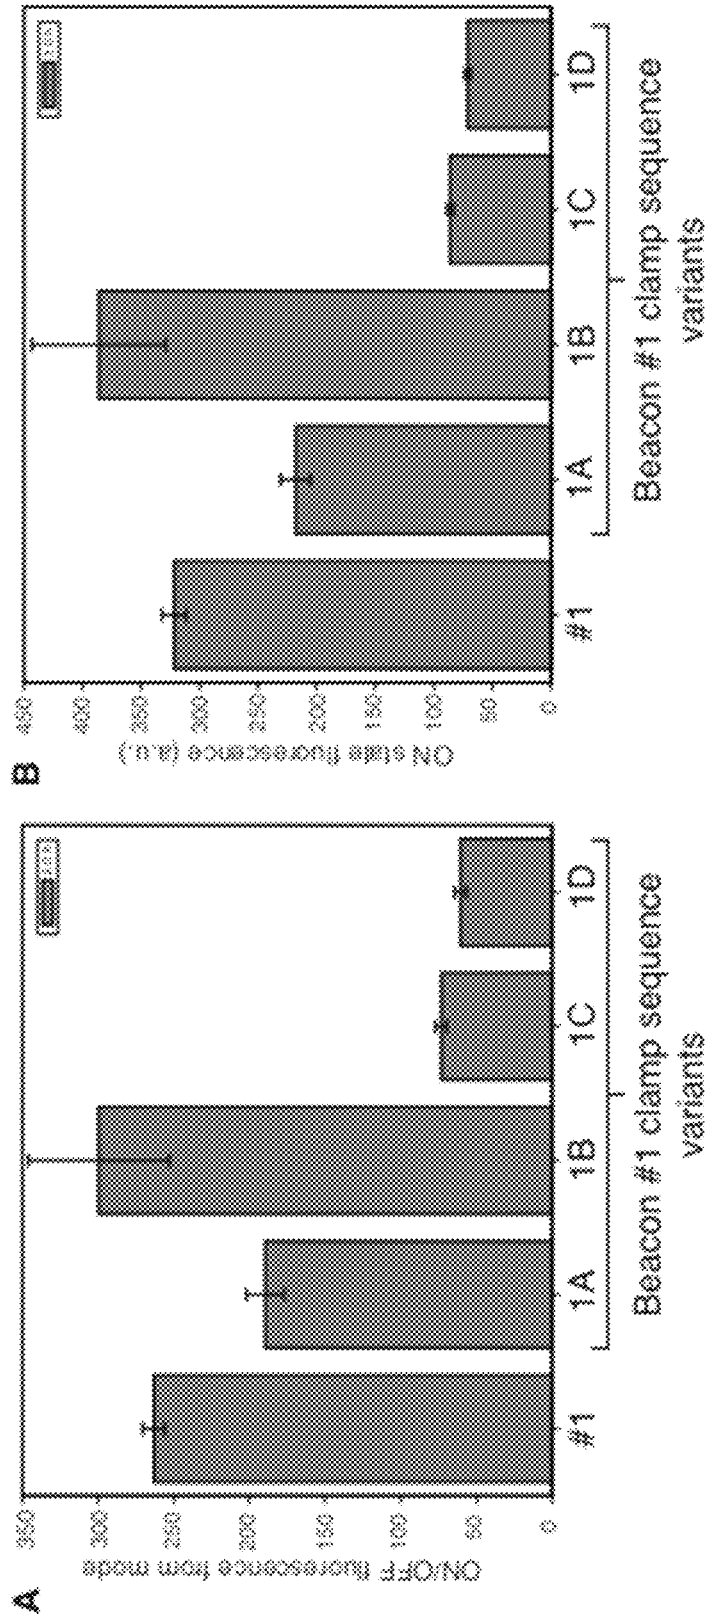 A
ON/OFF fluorescence from mode
350
300
250
200
150
100
50
0
#1
1A
1B
1C
1D
Beacon #1 clamp sequence
variants
B
ON state fluorescence (a.u.)
450
400
350
300
250
200
150
100
50
0
#1
1A
1B
1C
1D
Beacon #1 clamp sequence
variants